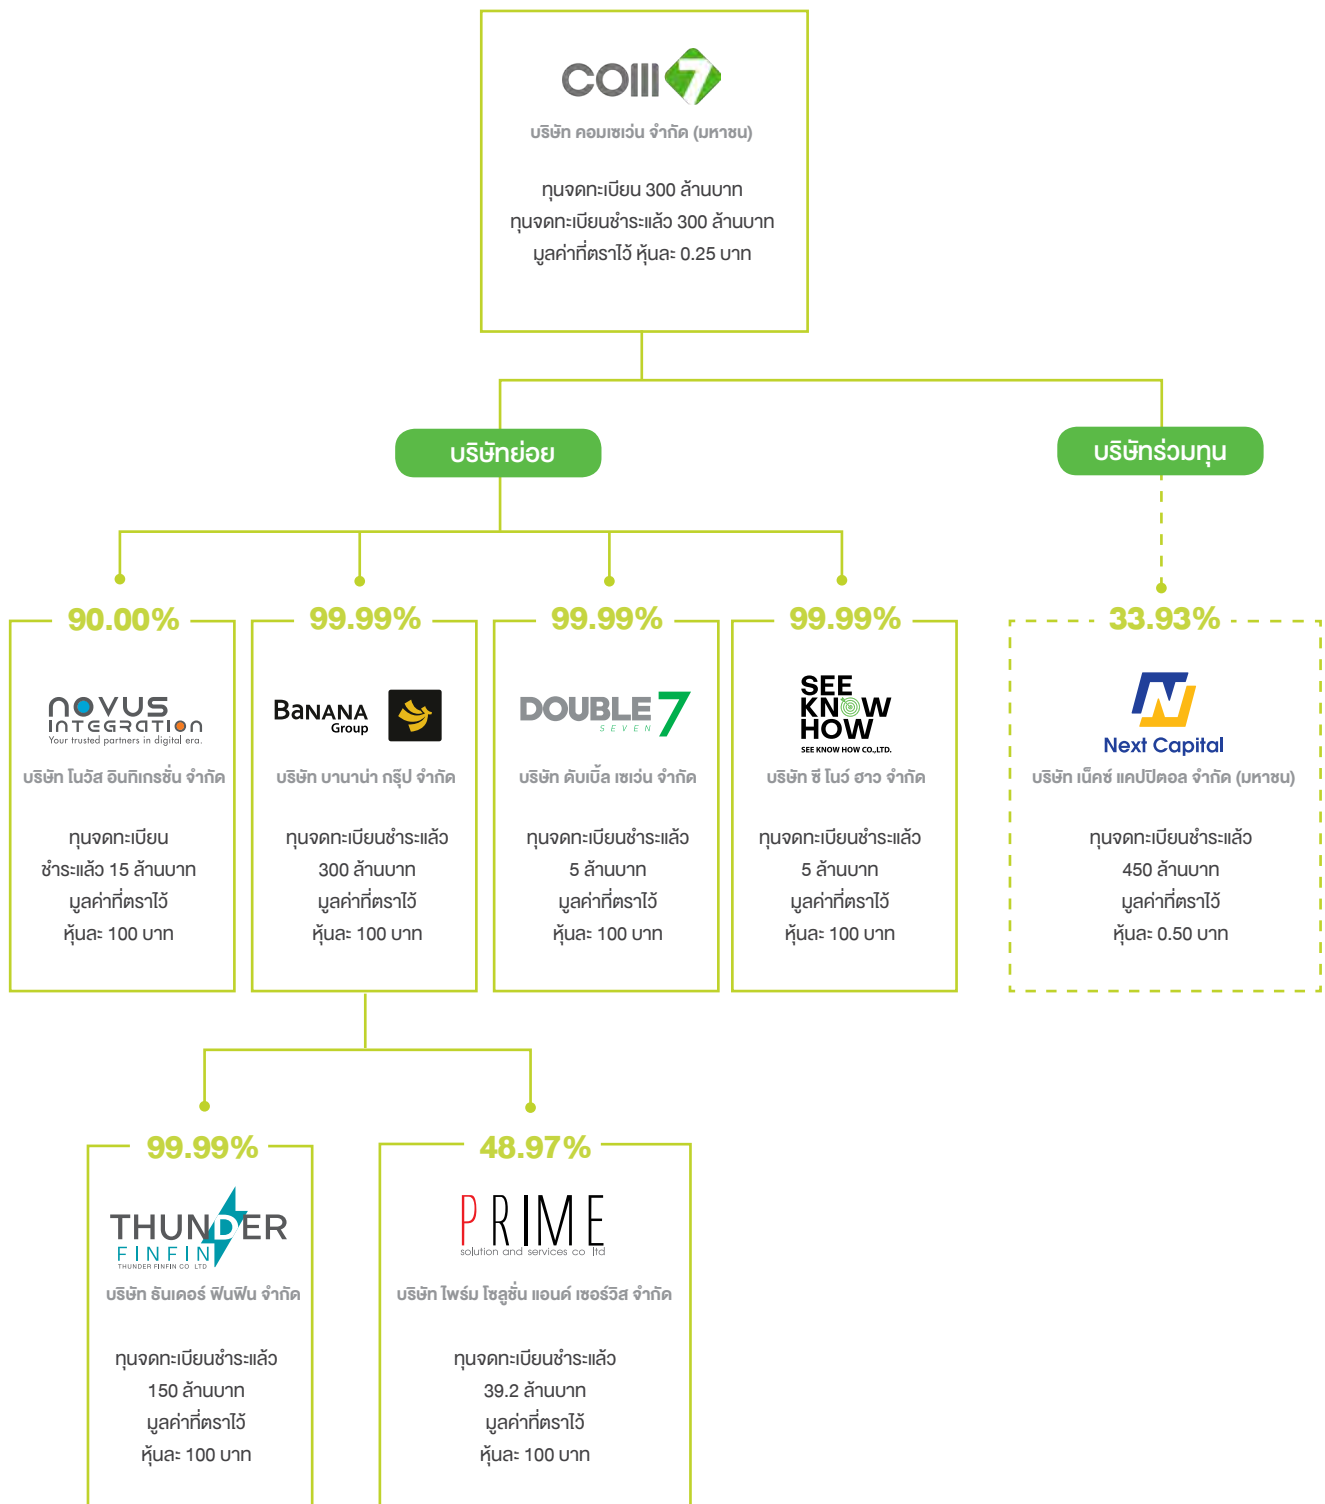 COM7
บริษัท คอมเซเว่น จำกัด (มหาชน)
ทุนจดทะเบียน 300 ล้านบาท
ทุนจดทะเบียนชำระแล้ว 300 ล้านบาท
มูลค่าที่ตราไว้ หุ้นละ 0.25 บาท
บริษัทย่อย
บริษัทร่วมทุน
90.00%
NOVUS
INTEGRATION
Your trusted partners in digital era.
บริษัท โนวัส อินทิเกรชั่น จำกัด
ทุนจดทะเบียน
ชำระแล้ว 15 ล้านบาท
มูลค่าที่ตราไว้
หุ้นละ 100 บาท
99.99%
BaNANA
Group
บริษัท บานาน่า กรุ๊ป จำกัด
ทุนจดทะเบียนชำระแล้ว
300 ล้านบาท
มูลค่าที่ตราไว้
หุ้นละ 100 บาท
99.99%
DOUBLE 7
SEVEN
บริษัท ดับเบิ้ล เซเว่น จำกัด
ทุนจดทะเบียนชำระแล้ว
5 ล้านบาท
มูลค่าที่ตราไว้
หุ้นละ 100 บาท
99.99%
SEE
KNOW
HOW
SEE KNOW HOW CO.,LTD.
บริษัท ซี โนว์ ฮาว จำกัด
ทุนจดทะเบียนชำระแล้ว
5 ล้านบาท
มูลค่าที่ตราไว้
หุ้นละ 100 บาท
33.93%
Next Capital
บริษัท เน็คซ์ แคปปิตอล จำกัด (มหาชน)
ทุนจดทะเบียนชำระแล้ว
450 ล้านบาท
มูลค่าที่ตราไว้
หุ้นละ 0.50 บาท
99.99%
THUNDER
FINFIN
THUNDER FINFIN CO LTD
บริษัท ธันเดอร์ ฟินฟิน จำกัด
ทุนจดทะเบียนชำระแล้ว
150 ล้านบาท
มูลค่าที่ตราไว้
หุ้นละ 100 บาท
48.97%
PRIME
solution and services co ltd
บริษัท ไพร์ม โซลูชั่น แอนด์ เซอร์วิส จำกัด
ทุนจดทะเบียนชำระแล้ว
39.2 ล้านบาท
มูลค่าที่ตราไว้
หุ้นละ 100 บาท